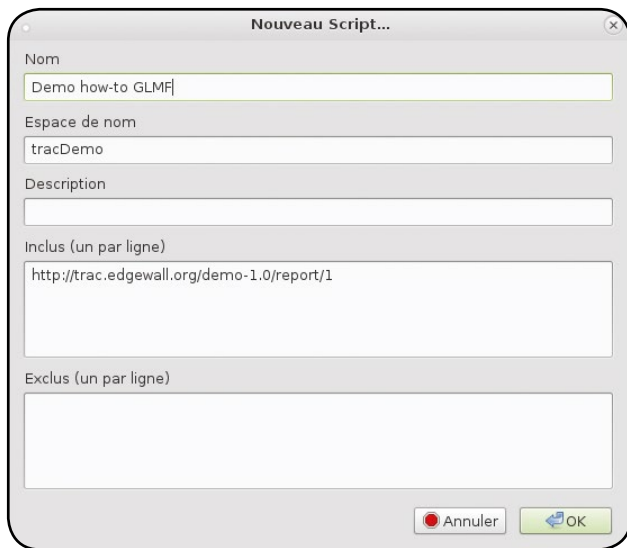 Nouveau Script...
Nom
Demo how-to GLMF
Espace de nom
tracDemo
Description
Inclus (un par ligne)
http://trac.edgewall.org/demo-1.0/report/1
Exclus (un par ligne)
Annuler
OK